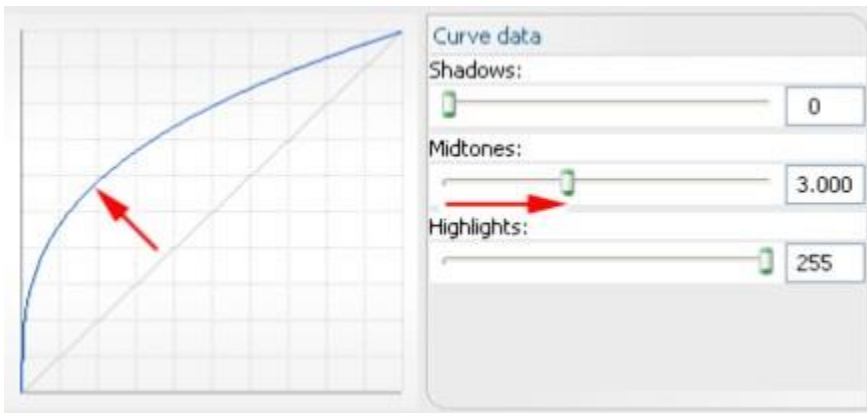 Curve data
Shadows:
0
Midtones:
3.000
Highlights:
255